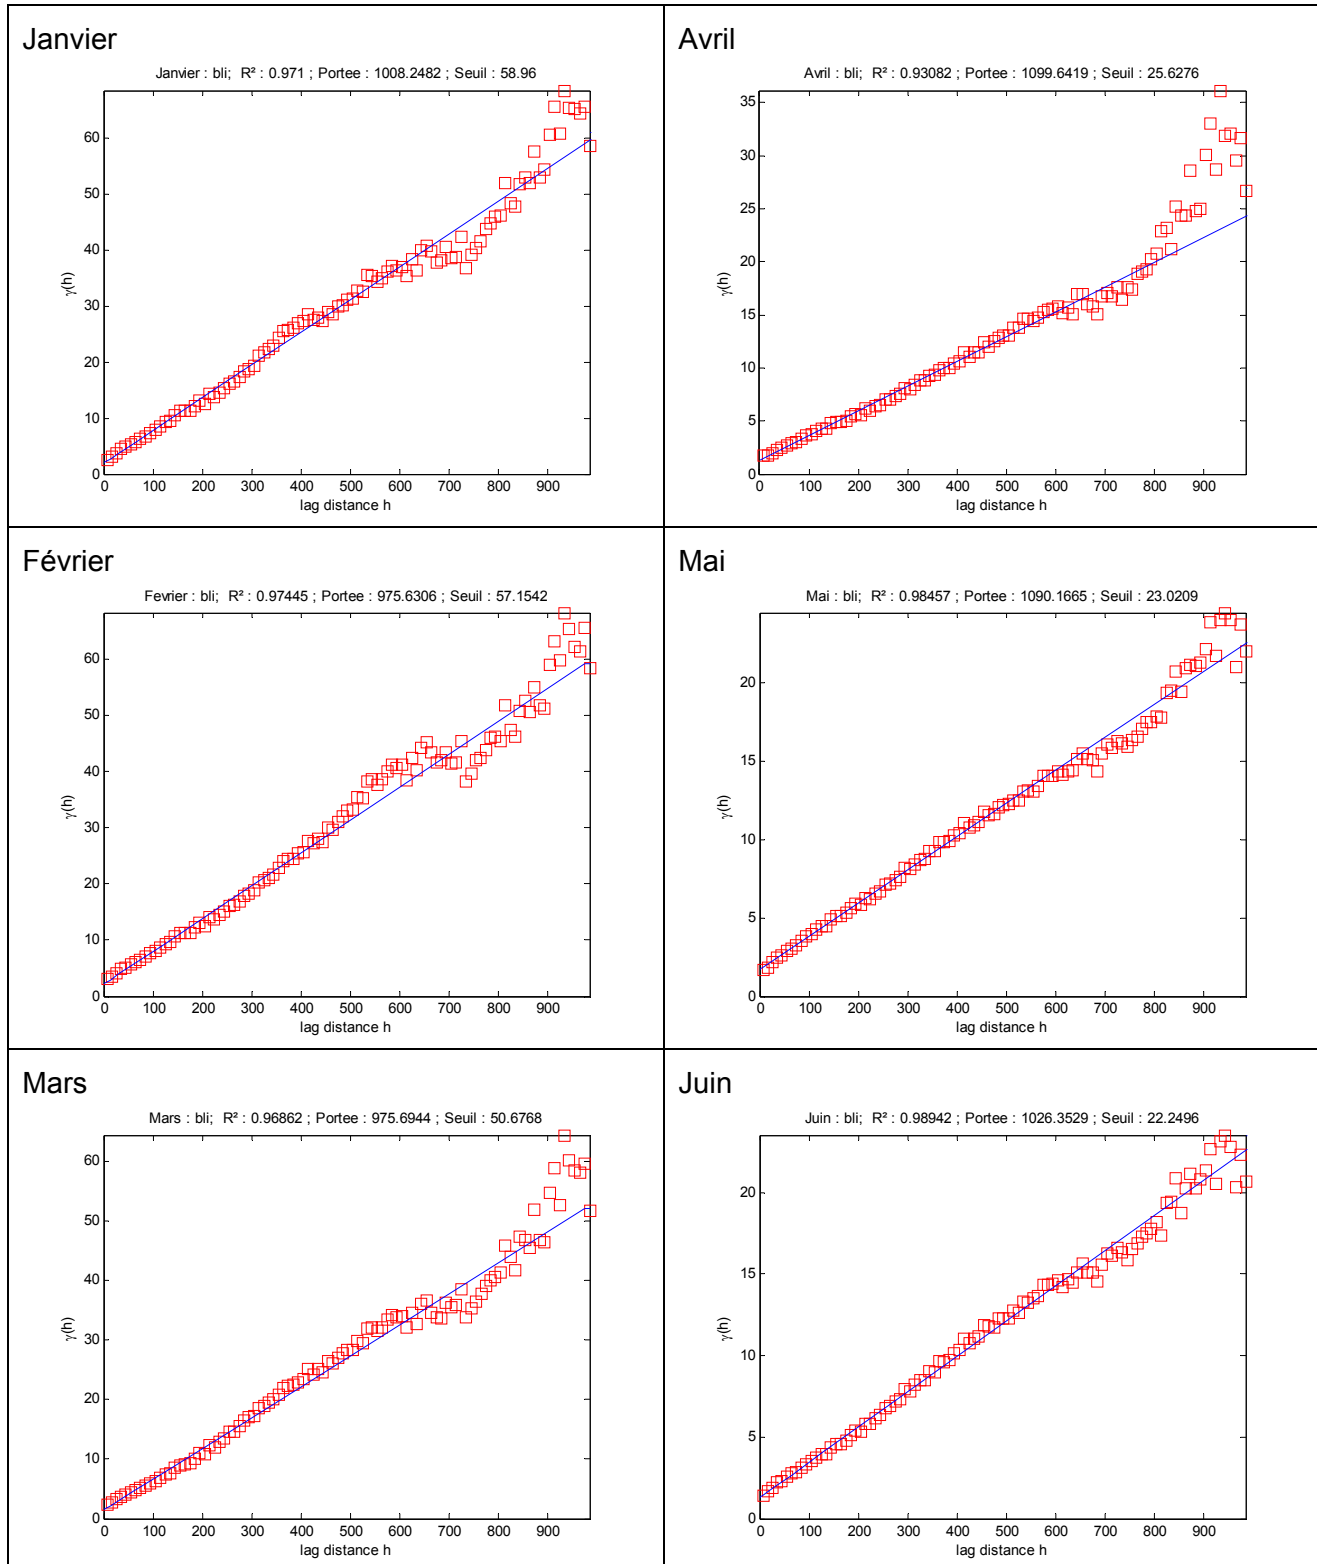 Janvier
Janvier : bli;  R² : 0.971 ; Portee : 1008.2482 ; Seuil : 58.96
γ(h)
60
50
40
30
20
10
0
0 100 200 300 400 500 600 700 800 900
lag distance h
Avril
Avril : bli;  R² : 0.93082 ; Portee : 1099.6419 ; Seuil : 25.6276
γ(h)
35
30
25
20
15
10
5
0
0 100 200 300 400 500 600 700 800 900
lag distance h
Février
Fevrier : bli;  R² : 0.97445 ; Portee : 975.6306 ; Seuil : 57.1542
γ(h)
60
50
40
30
20
10
0
0 100 200 300 400 500 600 700 800 900
lag distance h
Mai
Mai : bli;  R² : 0.98457 ; Portee : 1090.1665 ; Seuil : 23.0209
γ(h)
20
15
10
5
0
0 100 200 300 400 500 600 700 800 900
lag distance h
Mars
Mars : bli;  R² : 0.96862 ; Portee : 975.6944 ; Seuil : 50.6768
γ(h)
60
50
40
30
20
10
0
0 100 200 300 400 500 600 700 800 900
lag distance h
Juin
Juin : bli;  R² : 0.98942 ; Portee : 1026.3529 ; Seuil : 22.2496
γ(h)
20
15
10
5
0
0 100 200 300 400 500 600 700 800 900
lag distance h